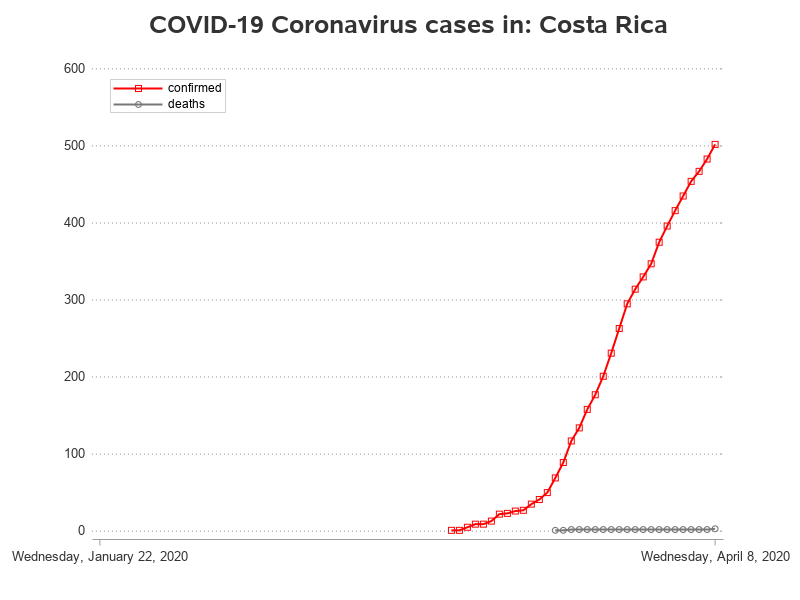 COVID-19 Coronavirus cases in: Costa Rica
600
confirmed
deaths
500
400
300
200
100
0
Wednesday, January 22, 2020 Wednesday, April 8, 2020